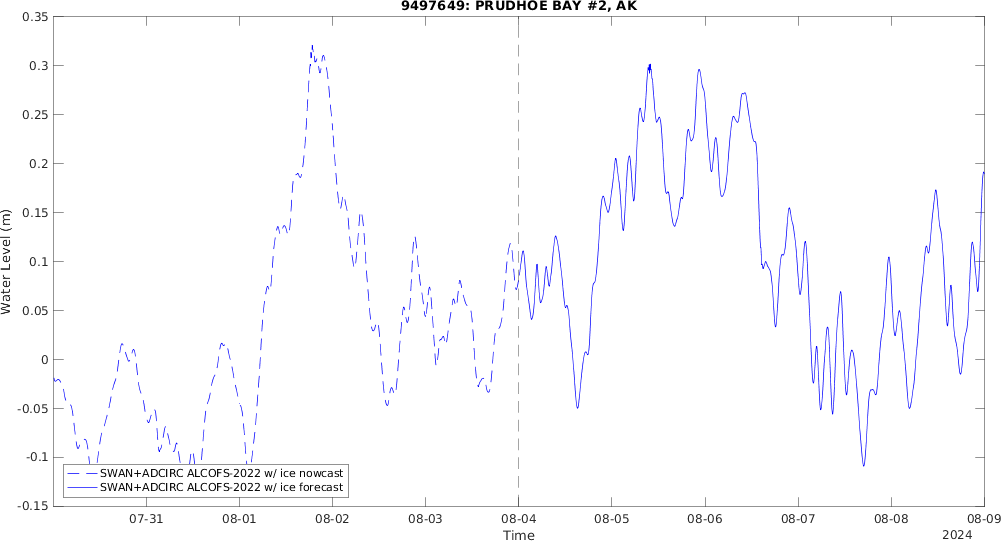 9497649: PRUDHOE BAY #2, AK
0.35
0.3
0.25
0.2
0.15
0.1
0.05
0
-0.05
-0.1
-0.15
Water Level (m)
SWAN+ADCIRC ALCOFS-2022 w/ ice nowcast
SWAN+ADCIRC ALCOFS-2022 w/ ice forecast
07-31 08-01 08-02 08-03 08-04 08-05 08-06 08-07 08-08 08-09
Time
2024